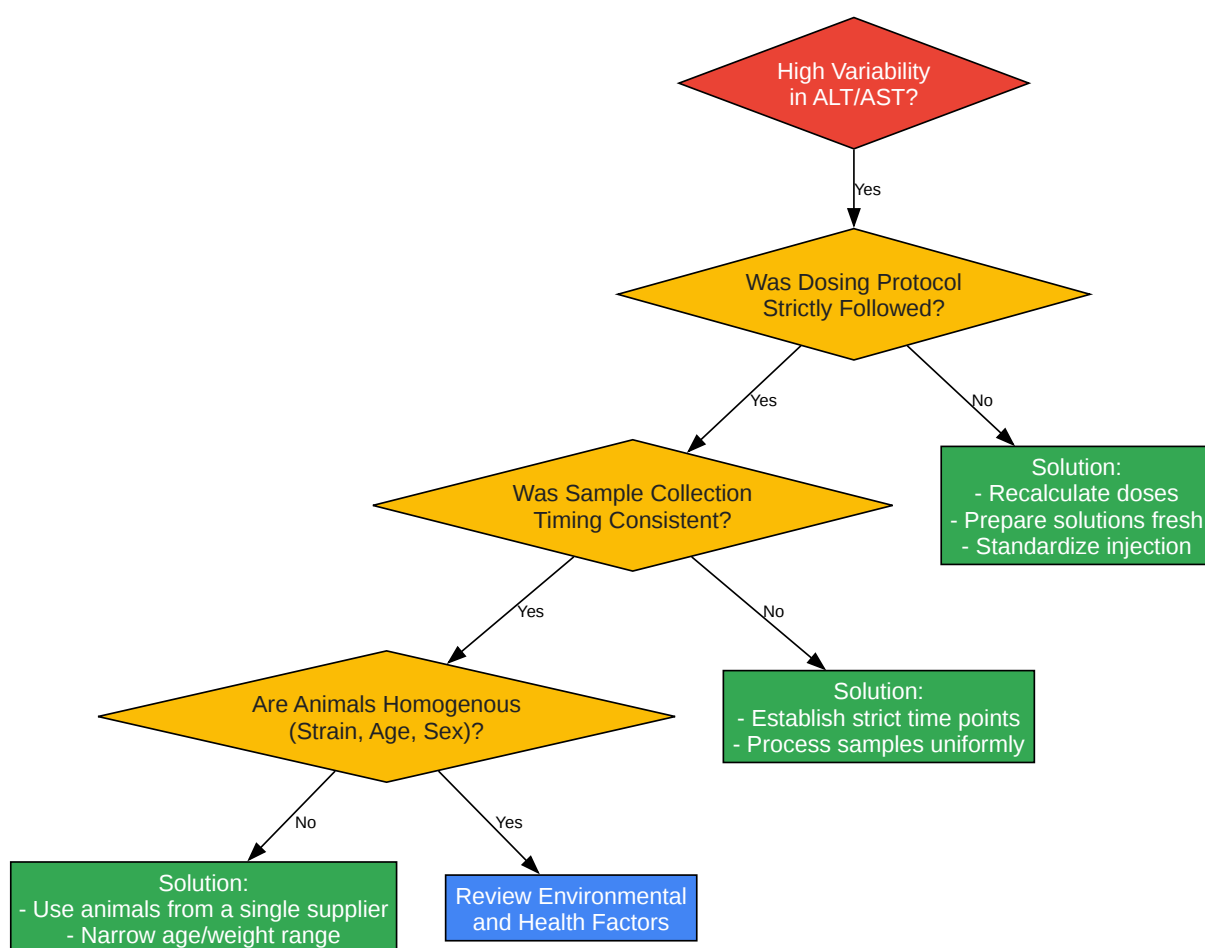 High Variability
in ALT/AST?
Yes
Was Dosing Protocol
Strictly Followed?
Yes
No
Was Sample Collection
Timing Consistent?
Solution:
- Recalculate doses
- Prepare solutions fresh
- Standardize injection
Yes
No
Are Animals Homogenous
(Strain, Age, Sex)?
Solution:
- Establish strict time points
- Process samples uniformly
No
Yes
Solution:
- Use animals from a single supplier
- Narrow age/weight range
Review Environmental
and Health Factors